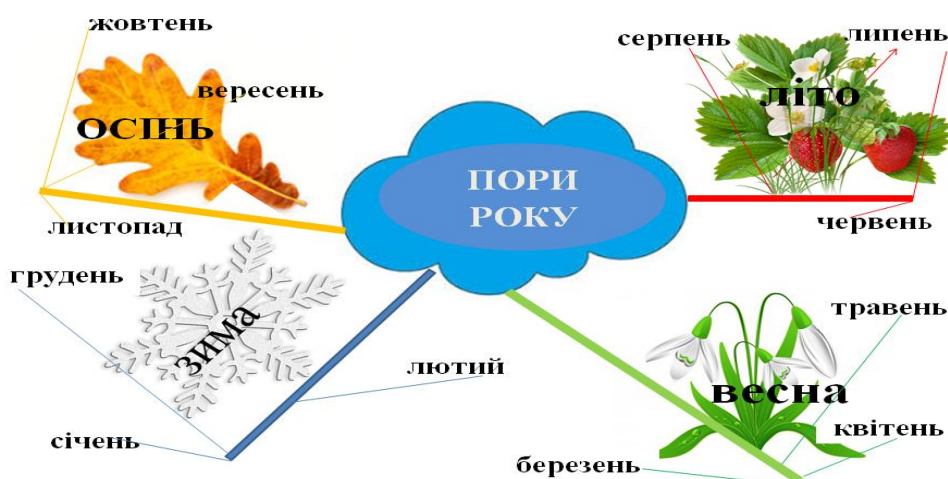 жовтень
вересень
ОСІНЬ
листопад
серпень
липень
літо
червень
ПОРИ
РОКУ
грудень
зима
лютий
січень
травень
весна
квітень
березень